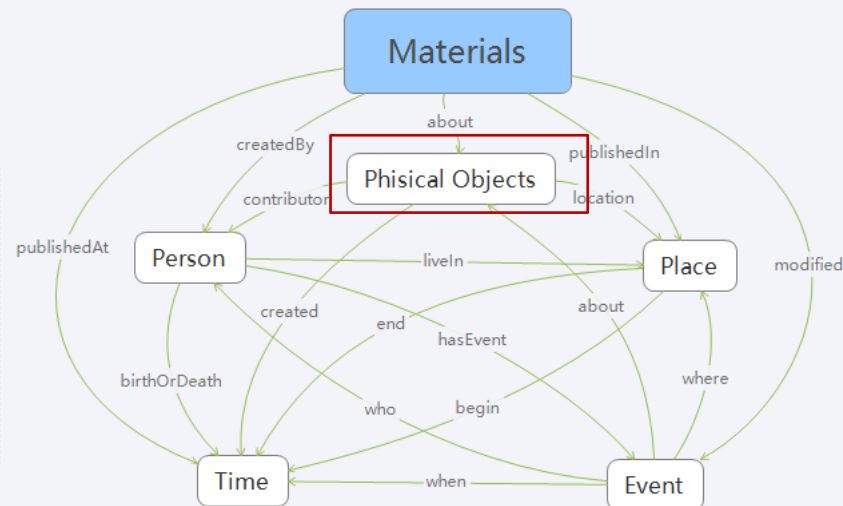 Materials
about
createdBy
publishedIn
Phisical Objects
contributor
location
publishedAt
Person
liveIn
Place
modified
created
end
about
hasEvent
birthOrDeath
where
who
begin
Time
when
Event